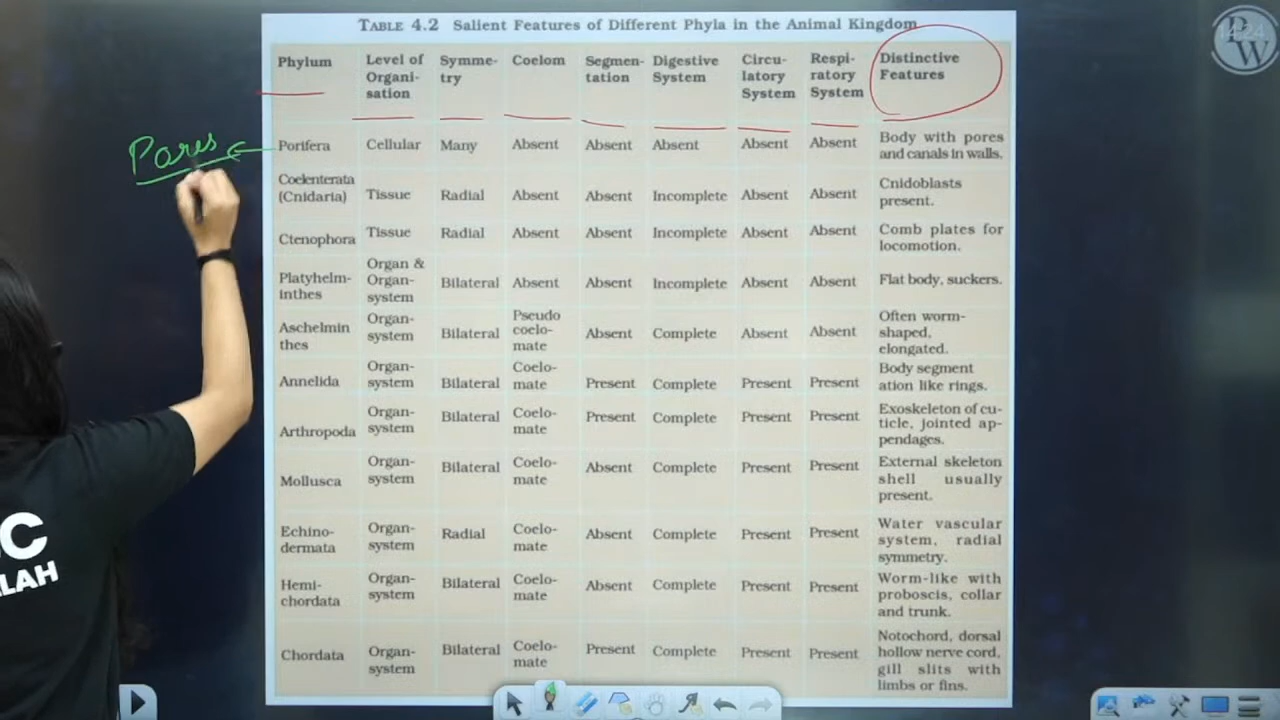 TABLE 4.2 Salient Features of Different Phyla in the Animal Kingdom
Phylum
Level of
Organi-
sation
Symme-
try
Coelom
Segmen-
tation
Digestive
System
Circu-
latory
System
Respi-
ratory
System
Distinctive
Features
Pores
Porifera
Cellular
Many
Absent
Absent
Absent
Absent
Absent
Body with pores
and canals in walls.
Coelenterata
(Cnidaria)
Tissue
Radial
Absent
Absent
Incomplete
Absent
Absent
Cnidoblasts
present.
Ctenophora
Tissue
Radial
Absent
Absent
Incomplete
Absent
Absent
Comb plates for
locomotion.
Platyhelm-
inthes
Organ &
Organ-
system
Bilateral
Absent
Absent
Incomplete
Absent
Absent
Flat body, suckers.
Aschelmin
thes
Organ-
system
Bilateral
Pseudo
coelo-
mate
Absent
Complete
Absent
Absent
Often worm-
shaped,
elongated.
Annelida
Organ-
system
Bilateral
Coelo-
mate
Present
Complete
Present
Present
Body segment
ation like rings.
Arthropoda
Organ-
system
Bilateral
Coelo-
mate
Present
Complete
Present
Present
Exoskeleton of cu-
ticle, jointed ap-
pendages.
Mollusca
Organ-
system
Bilateral
Coelo-
mate
Absent
Complete
Present
Present
External skeleton
shell usually
present.
Echino-
dermata
Organ-
system
Radial
Coelo-
mate
Absent
Complete
Present
Present
Water vascular
system, radial
symmetry.
Hemi-
chordata
Organ-
system
Bilateral
Coelo-
mate
Absent
Complete
Present
Present
Worm-like with
proboscis, collar
and trunk.
Chordata
Organ-
system
Bilateral
Coelo-
mate
Present
Complete
Present
Present
Notochord, dorsal
hollow nerve cord,
gill slits with
limbs or fins.